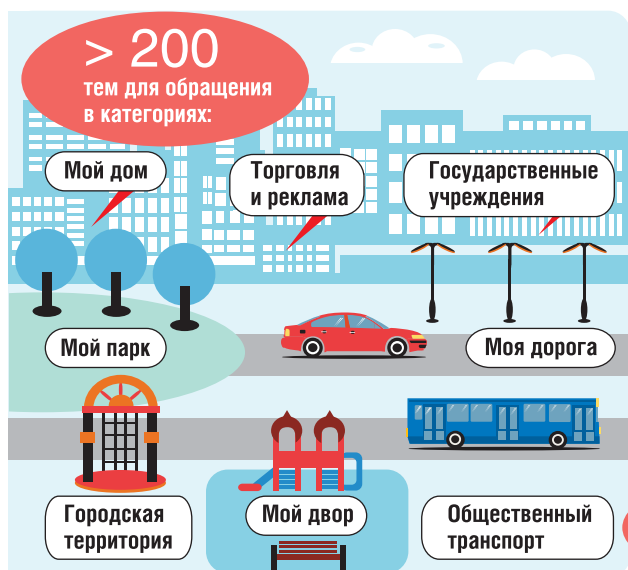 > 200
тем для обращения
в категориях:
Мой дом
Торговля
и реклама
Государственные
учреждения
Мой парк
Моя дорога
Городская
территория
Мой двор
Общественный
транспорт